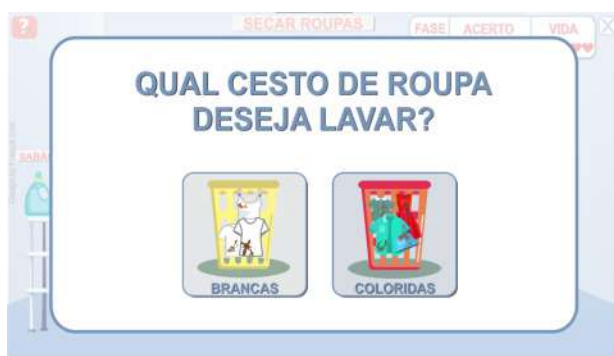 ?
SECAR ROUPAS
FASE
ACERTO
VIDA
X
QUAL CESTO DE ROUPA
DESEJA LAVAR?
BRANCAS
COLORIDAS